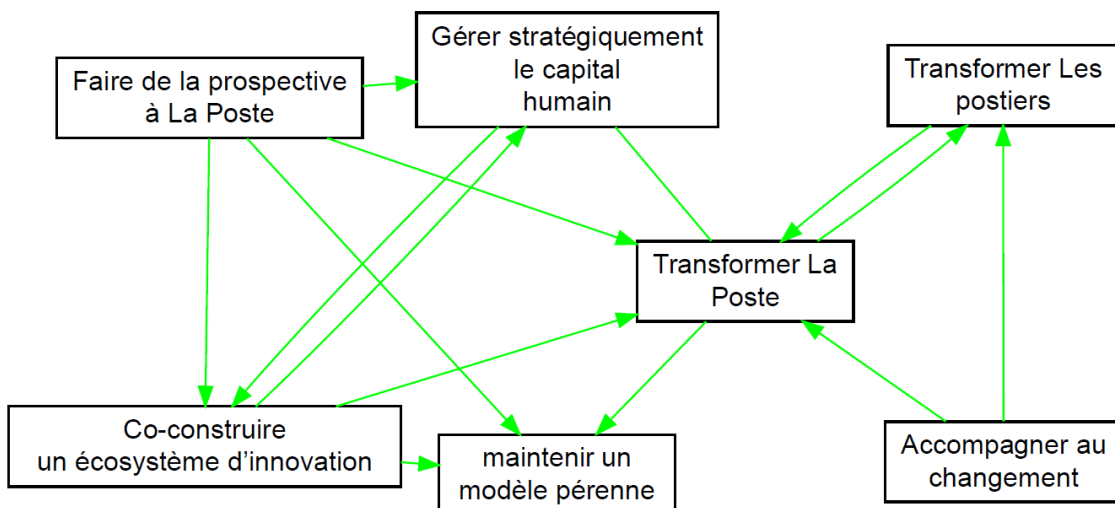 Faire de la prospective
à La Poste
Gérer stratégiquement
le capital
humain
Transformer Les
postiers
Transformer La
Poste
Co-construire
un écosystème d’innovation
maintenir un
modèle pérenne
Accompagner au
changement